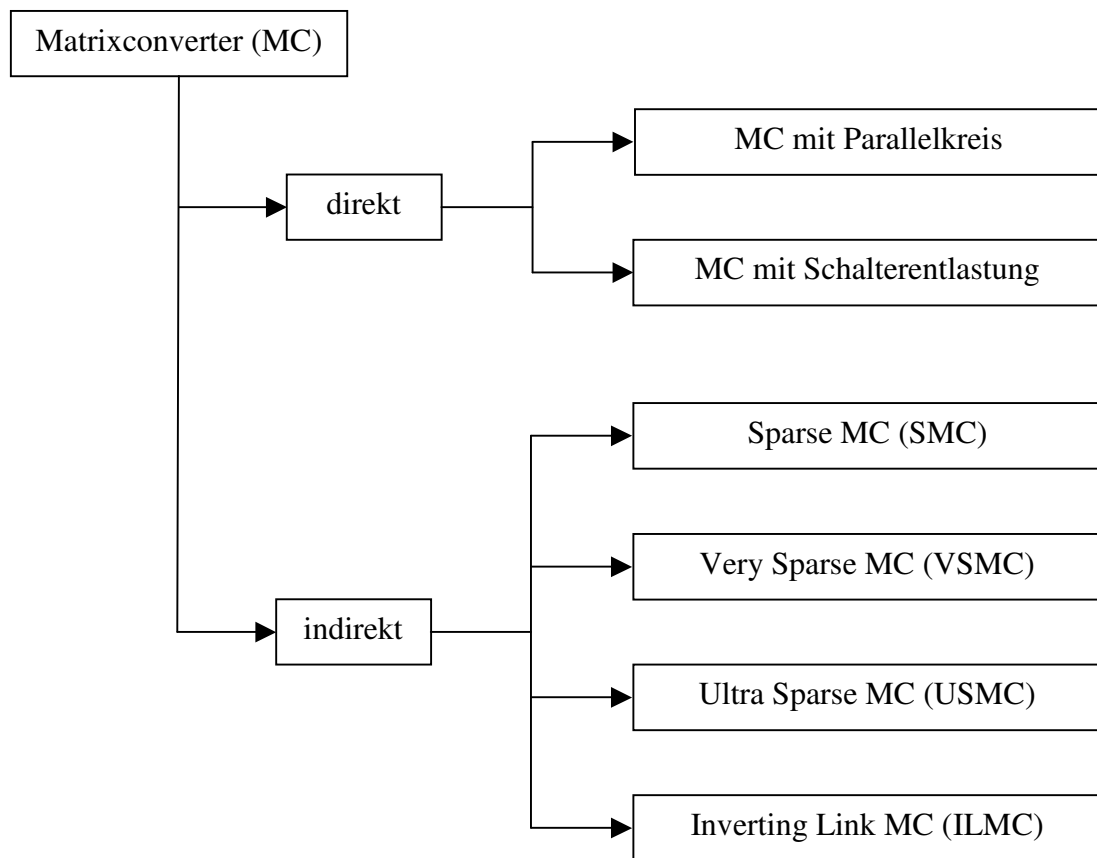 Matrixconverter (MC)
direkt
MC mit Parallelkreis
MC mit Schalterentlastung
indirekt
Sparse MC (SMC)
Very Sparse MC (VSMC)
Ultra Sparse MC (USMC)
Inverting Link MC (ILMC)